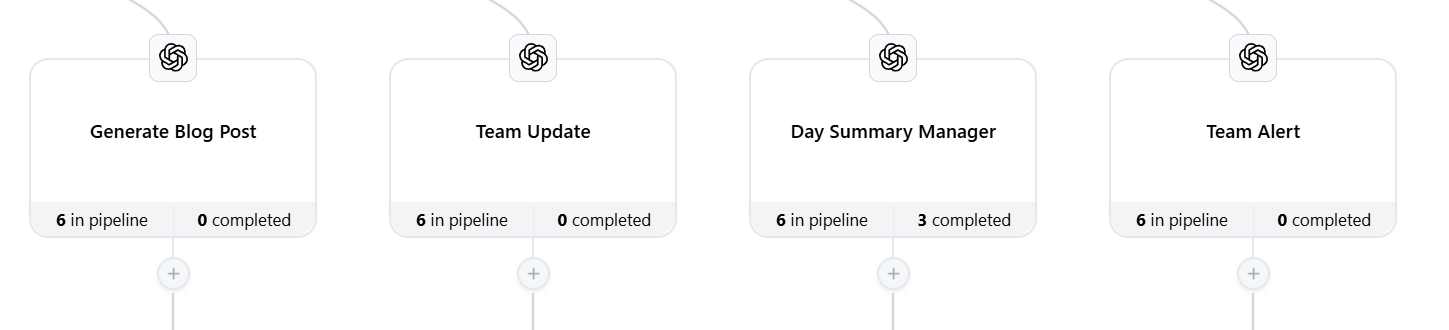 Generate Blog Post
6 in pipeline
0 completed
Team Update
6 in pipeline
0 completed
Day Summary Manager
6 in pipeline
3 completed
Team Alert
6 in pipeline
0 completed